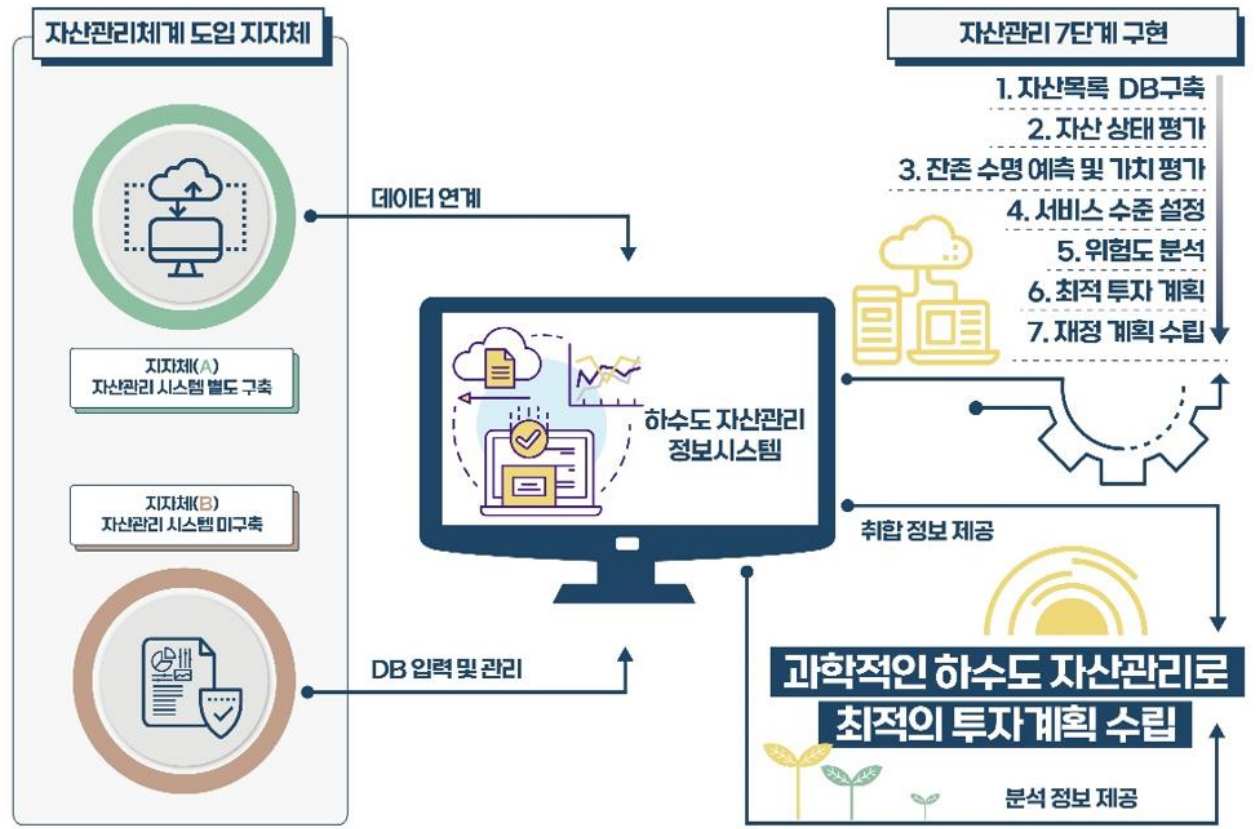 자산관리체계 도입 지자체
지자체(A)
자산관리 시스템 별도 구축
지자체(B)
자산관리 시스템 미구축
데이터 연계
DB 입력 및 관리
하수도 자산관리
정보시스템
자산관리 7단계 구현
1. 자산목록 DB구축
2. 자산 상태 평가
3. 잔존 수명 예측 및 가치 평가
4. 서비스 수준 설정
5. 위험도 분석
6. 최적 투자 계획
7. 재정 계획 수립
취합 정보 제공
과학적인 하수도 자산관리로
최적의 투자계획 수립
분석 정보 제공